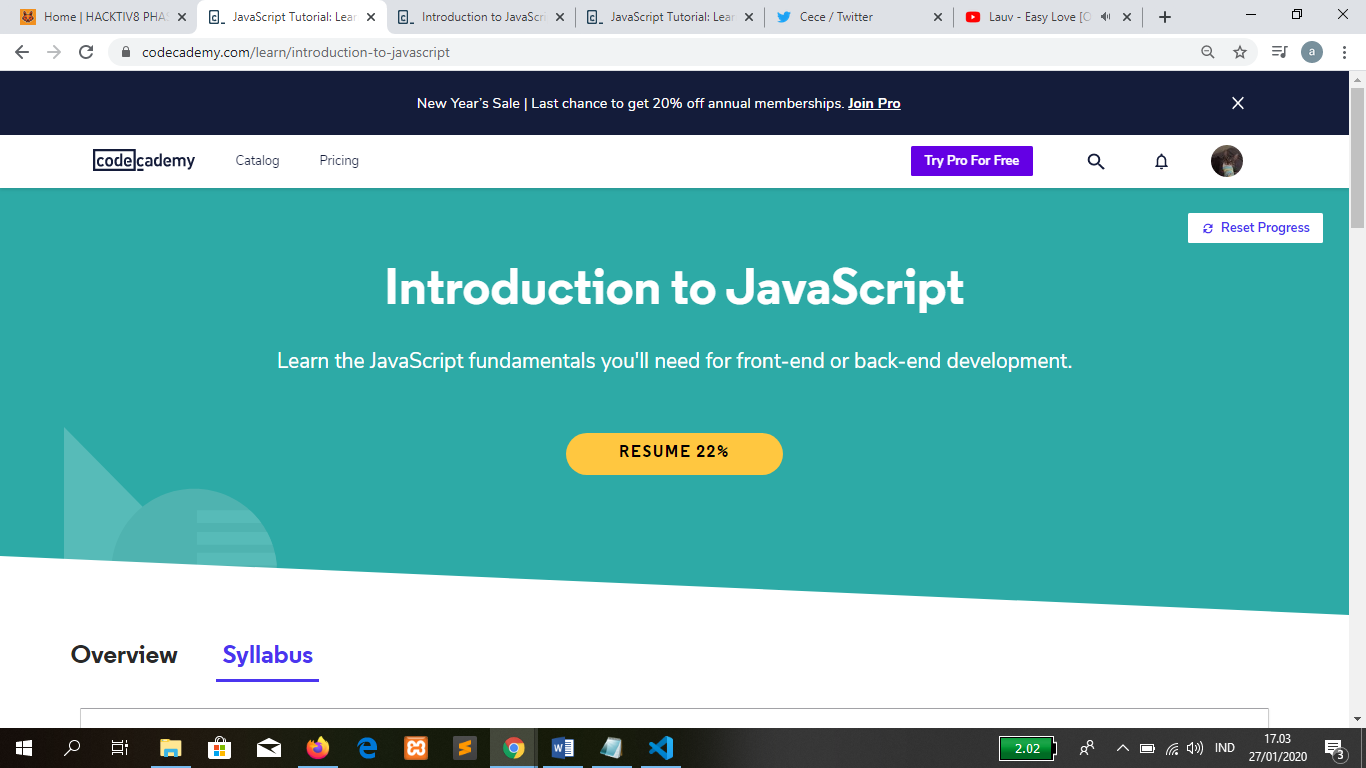 Home | HACKTIV8 PHAS
JavaScript Tutorial: Lear
Introduction to JavaScri
JavaScript Tutorial: Lear
Cece / Twitter
Lauv - Easy Love [O
codecademy.com/learn/introduction-to-javascript
a
New Year's Sale | Last chance to get 20% off annual memberships. Join Pro
codecademy
Catalog
Pricing
Try Pro For Free
Reset Progress
Introduction to JavaScript
Learn the JavaScript fundamentals you'll need for front-end or back-end development.
RESUME 22%
Overview
Syllabus
2.02
IND
17.03
27/01/2020
3